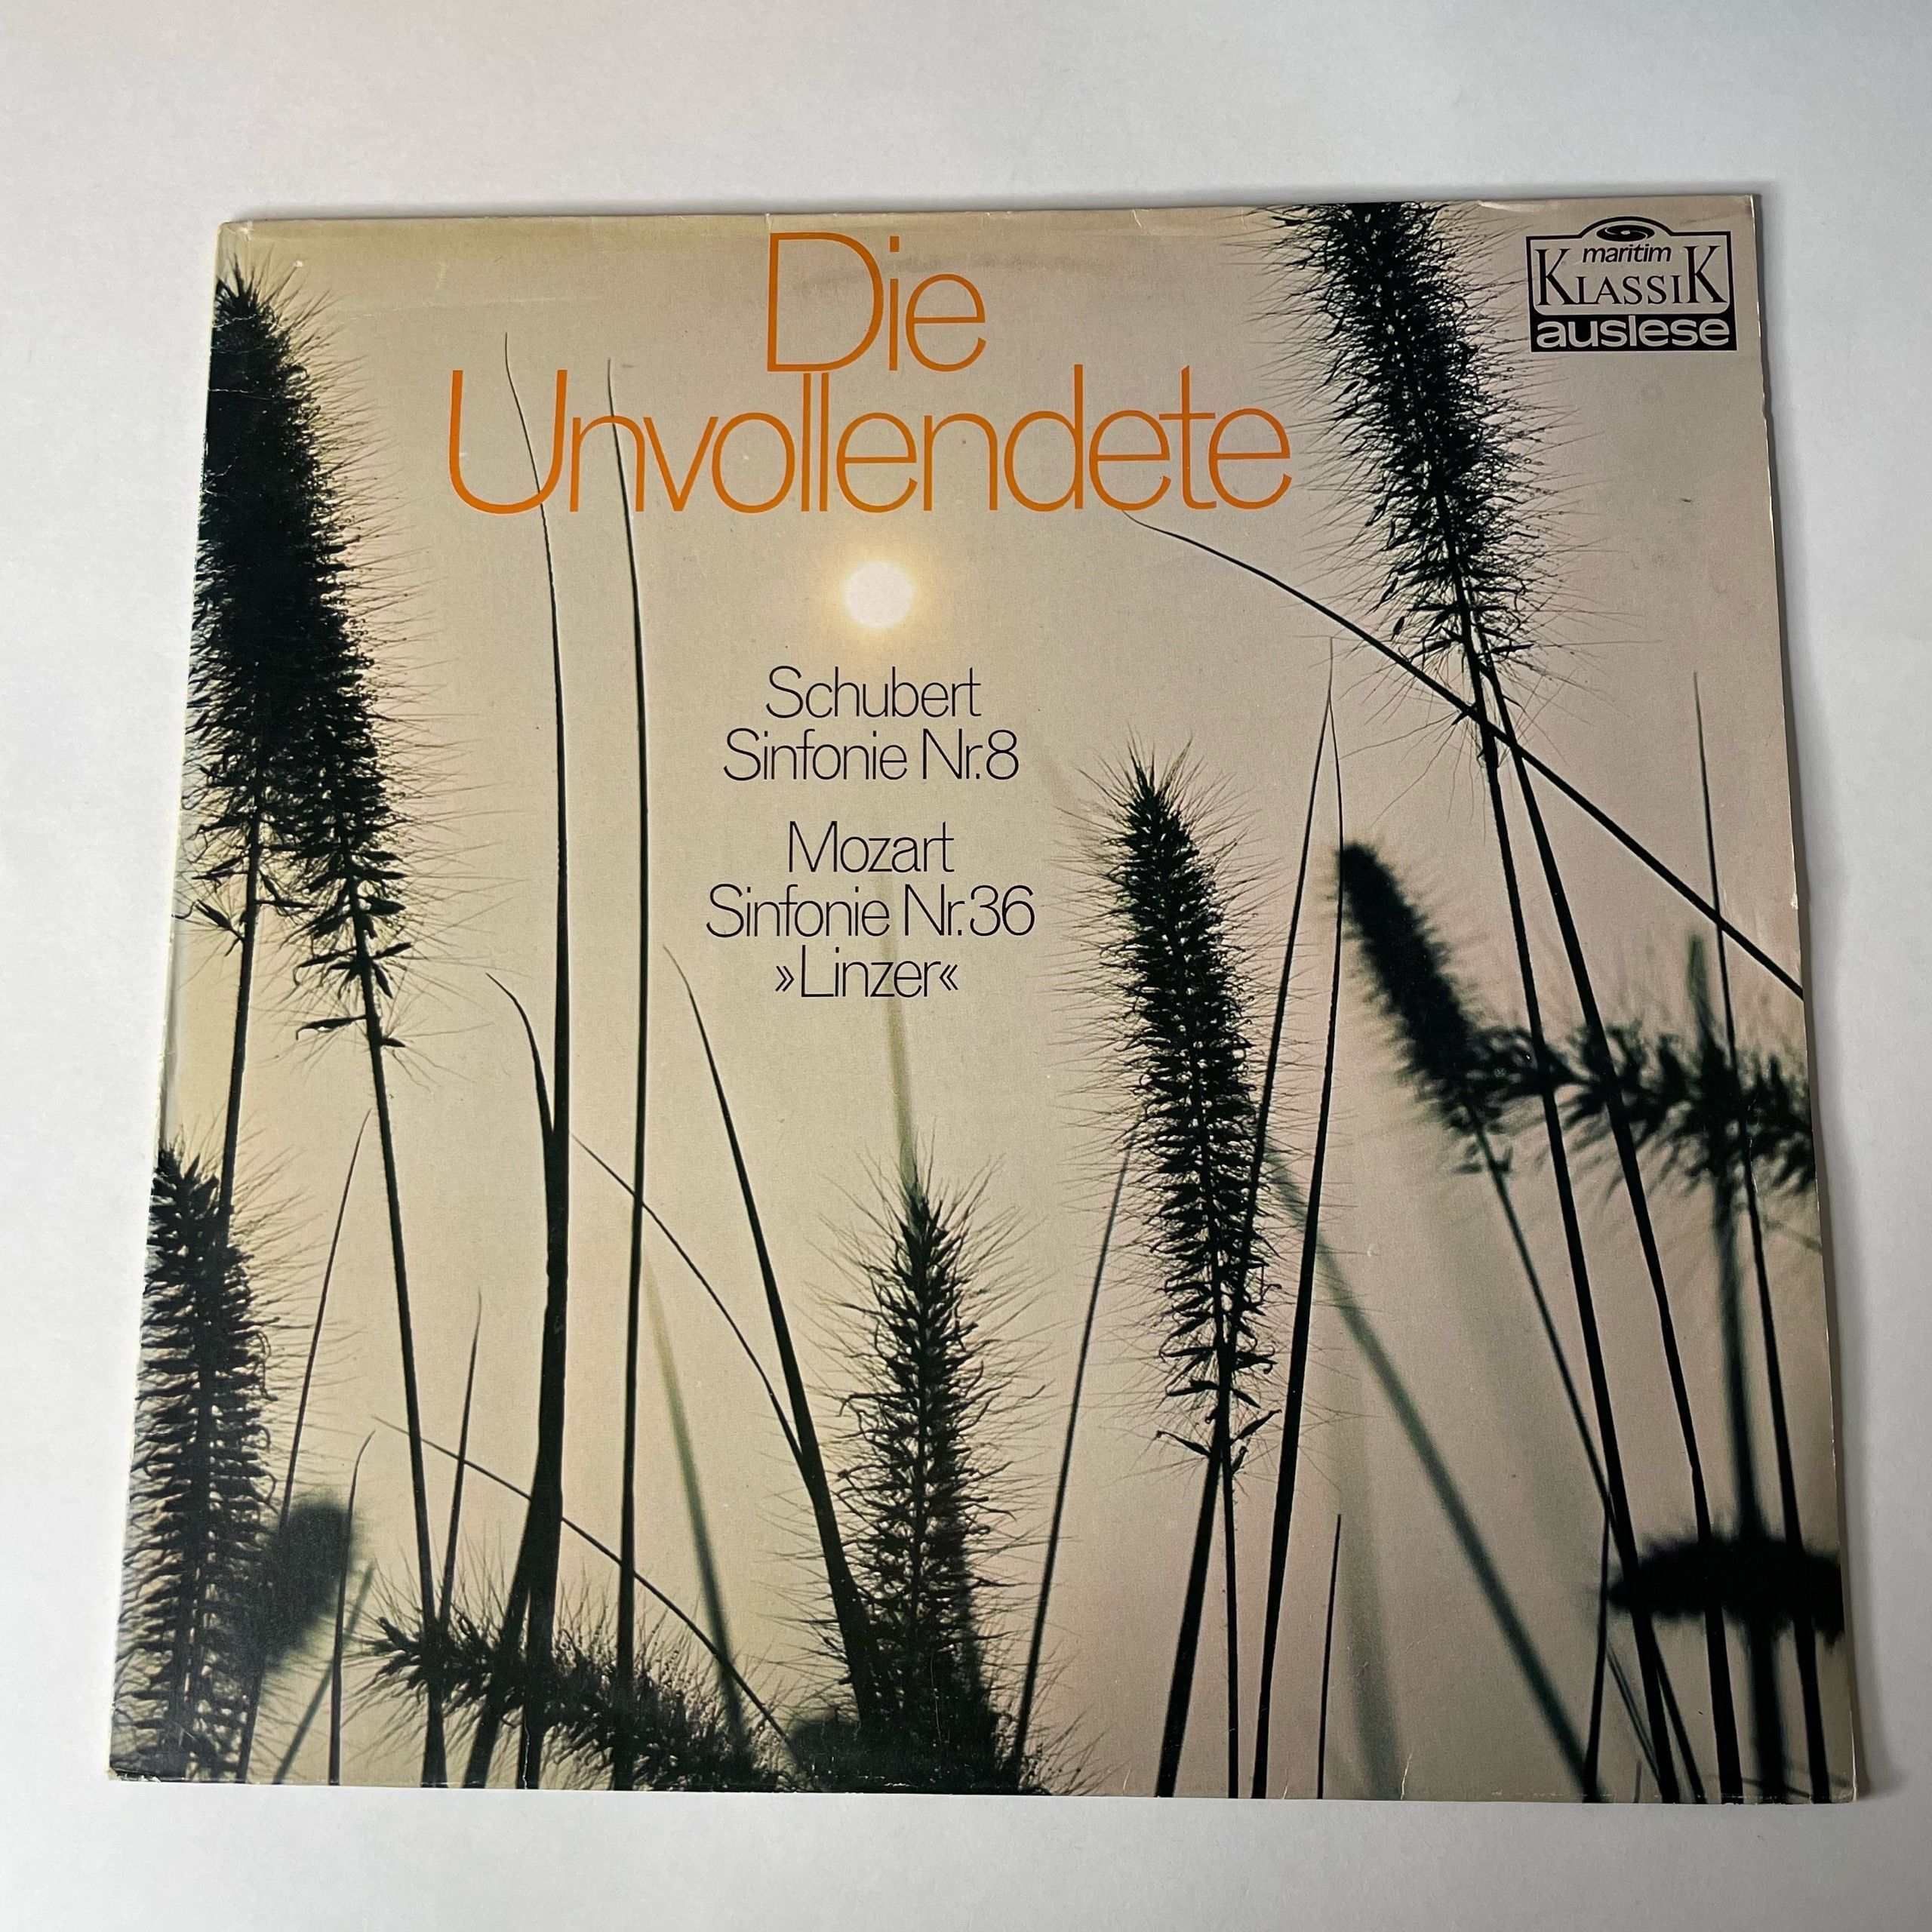 Die
Unvollendete
maritim
KLASSIK
auslese
Schubert
Sinfonie Nr.8
Mozart
Sinfonie Nr.36
»Linzer«